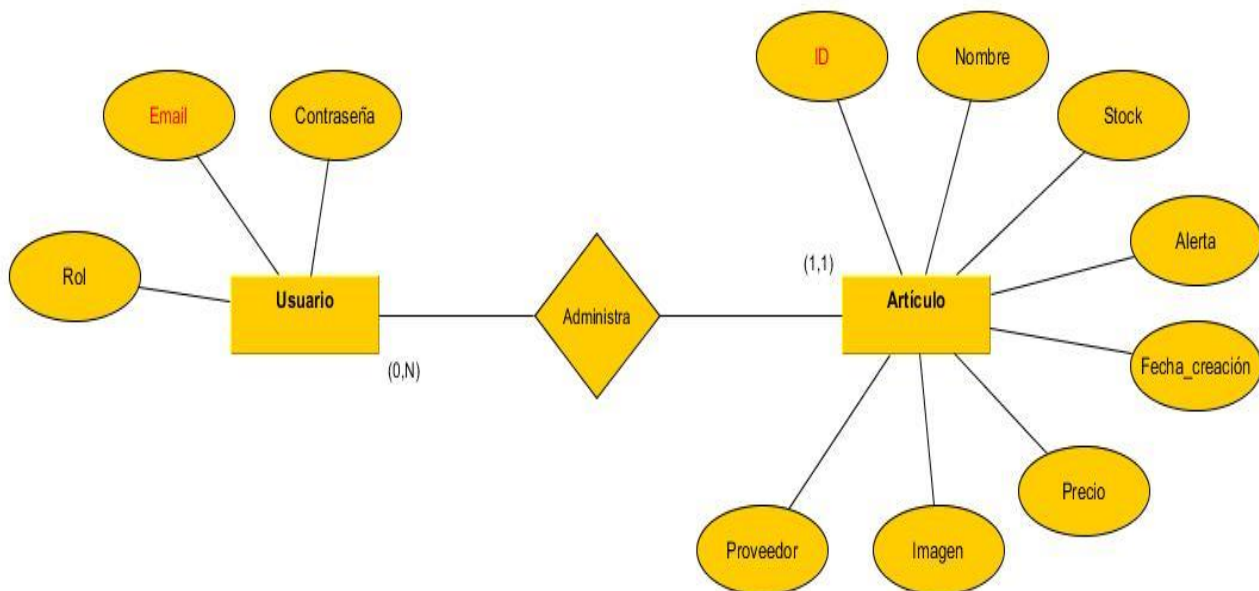 ID
Nombre
Email
Contraseña
Stock
Alerta
Rol
(1,1)
Usuario
Administra
Artículo
(0,N)
Fecha_creación
Precio
Proveedor
Imagen